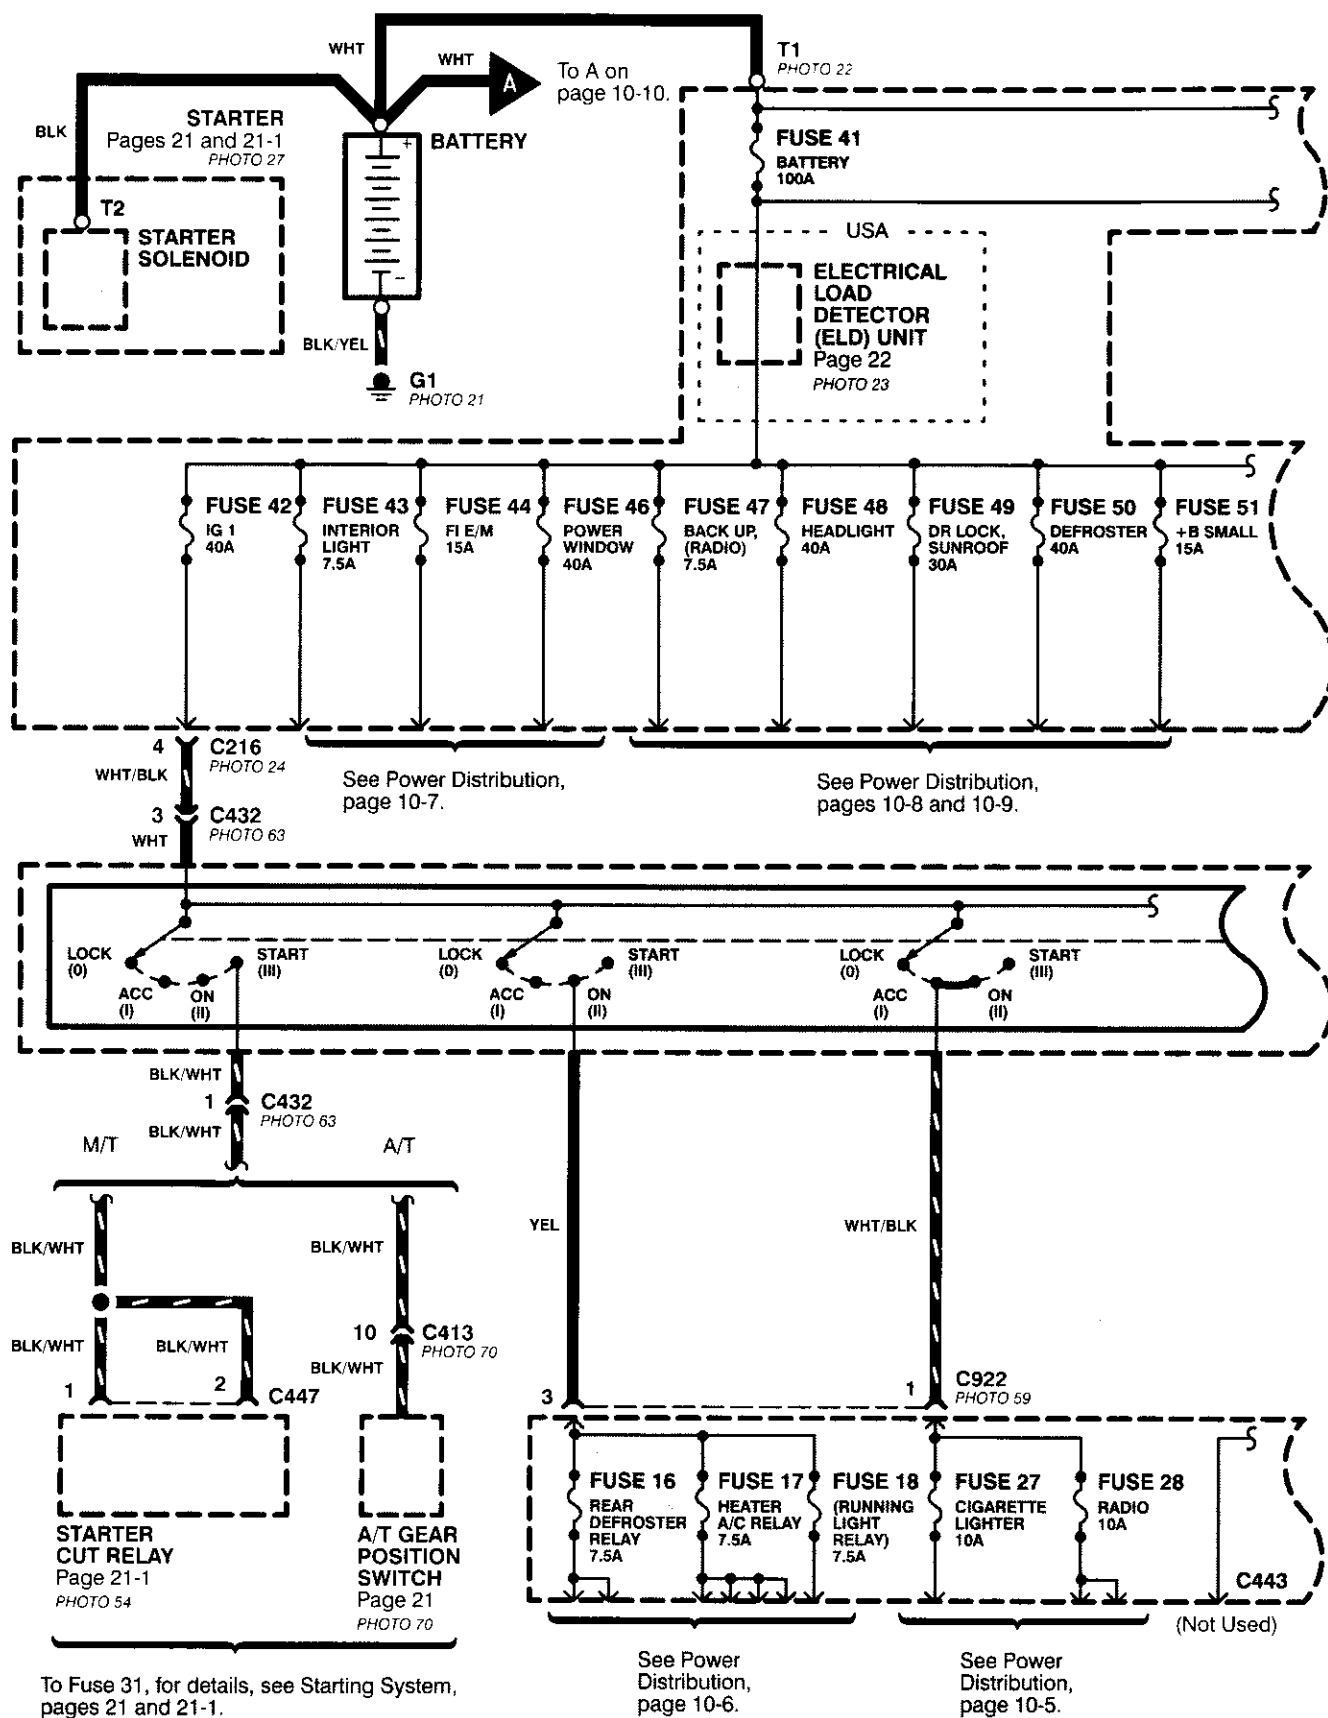 WHT
WHT
A
To A on
page 10-10.
T1
PHOTO 22
BLK
STARTER
Pages 21 and 21-1
PHOTO 27
+
BATTERY
FUSE 41
BATTERY
100A
T2
STARTER
SOLENOID
−
BLK/YEL
G1
PHOTO 21
USA
ELECTRICAL
LOAD
DETECTOR
(ELD) UNIT
Page 22
PHOTO 23
FUSE 42
IG 1
40A
FUSE 43
INTERIOR
LIGHT
7.5A
FUSE 44
FI E/M
15A
FUSE 46
POWER
WINDOW
40A
FUSE 47
BACK UP,
(RADIO)
7.5A
FUSE 48
HEADLIGHT
40A
FUSE 49
DR LOCK,
SUNROOF
30A
FUSE 50
DEFROSTER
40A
FUSE 51
+B SMALL
15A
4
C216
PHOTO 24
WHT/BLK
3
C432
PHOTO 63
WHT
See Power Distribution,
page 10-7.
See Power Distribution,
pages 10-8 and 10-9.
LOCK
(0)
ACC
(I)
ON
(II)
START
(III)
LOCK
(0)
ACC
(I)
ON
(II)
START
(III)
LOCK
(0)
ACC
(I)
ON
(II)
START
(III)
BLK/WHT
1
C432
PHOTO 63
BLK/WHT
M/T
A/T
BLK/WHT
BLK/WHT
YEL
WHT/BLK
BLK/WHT
BLK/WHT
10
C413
PHOTO 70
BLK/WHT
1
2
C447
3
1
C922
PHOTO 59
STARTER
CUT RELAY
Page 21-1
PHOTO 54
A/T GEAR
POSITION
SWITCH
Page 21
PHOTO 70
FUSE 16
REAR
DEFROSTER
RELAY
7.5A
FUSE 17
HEATER
A/C RELAY
7.5A
FUSE 18
(RUNNING
LIGHT
RELAY)
7.5A
FUSE 27
CIGARETTE
LIGHTER
10A
FUSE 28
RADIO
10A
C443
(Not Used)
To Fuse 31, for details, see Starting System,
pages 21 and 21-1.
See Power
Distribution,
page 10-6.
See Power
Distribution,
page 10-5.